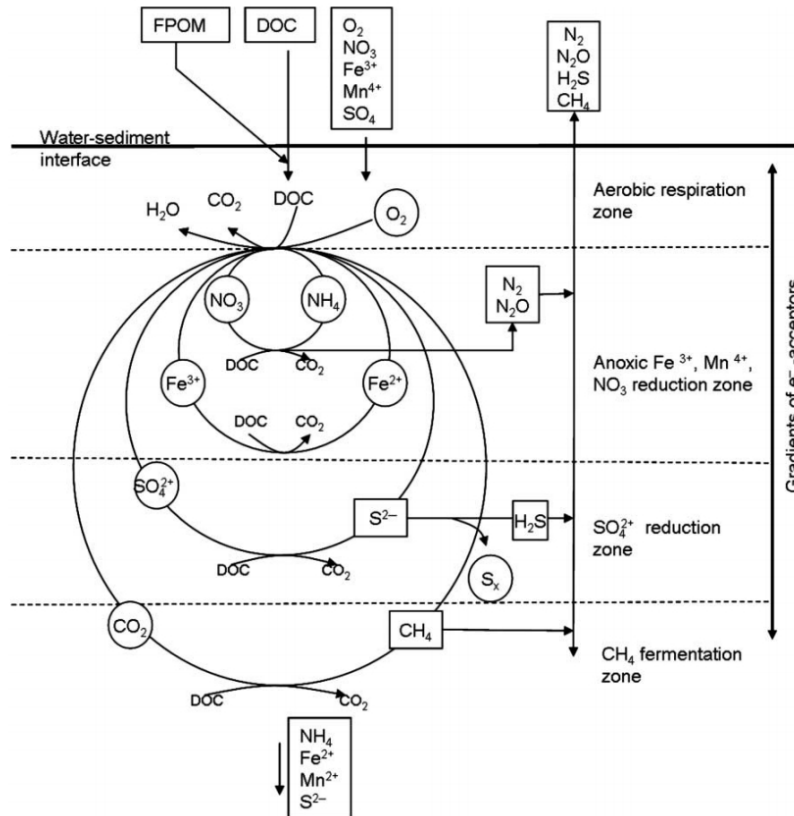 FPOM
DOC
O₂
NO₃
Fe³⁺
Mn⁴⁺
SO₄
N₂
N₂O
H₂S
CH₄
Water-sediment
interface
H₂O
CO₂
DOC
O₂
Aerobic respiration
zone
NO₃
NH₄
N₂
N₂O
DOC
CO₂
Fe³⁺
Fe²⁺
Anoxic Fe ³⁺, Mn ⁴⁺,
NO₃ reduction zone
DOC
CO₂
SO₄²⁺
S²⁻
H₂S
SO₄²⁺ reduction
zone
DOC
CO₂
Sₓ
CO₂
CH₄
CH₄ fermentation
zone
DOC
CO₂
NH₄
Fe²⁺
Mn²⁺
S²⁻
Gradients of e⁻ -acceptors